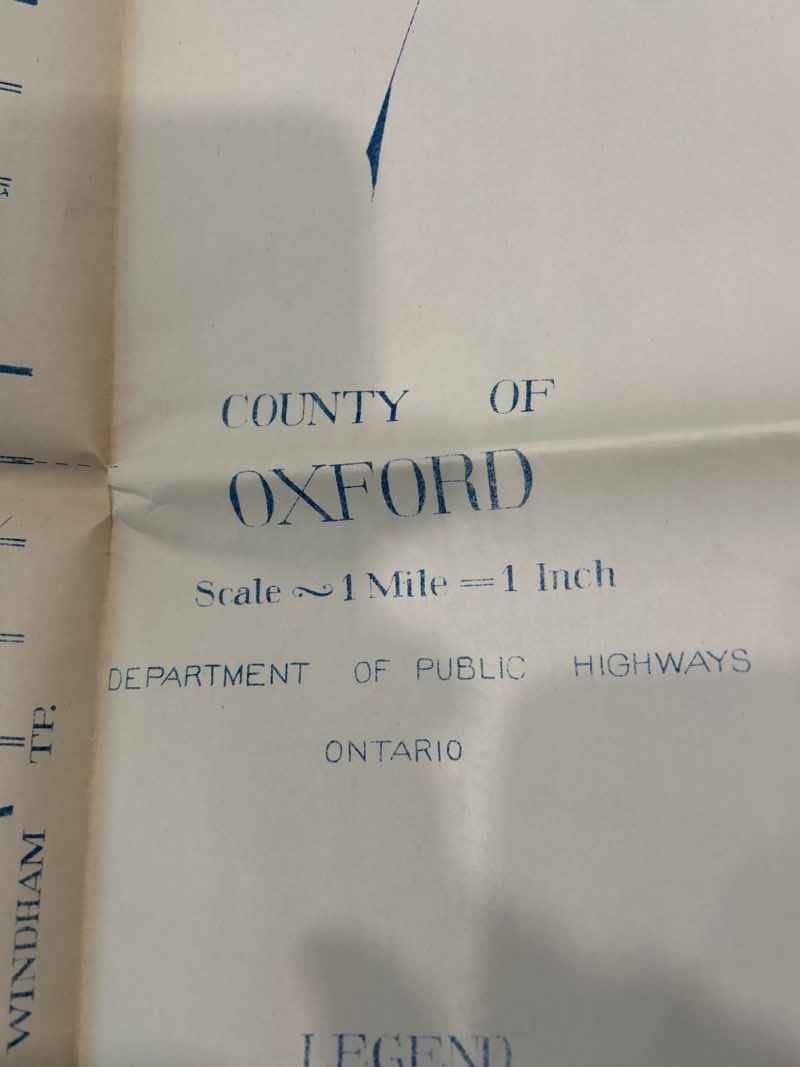 COUNTY OF
OXFORD
Scale ~ 1 Mile = 1 Inch
DEPARTMENT OF PUBLIC HIGHWAYS
ONTARIO
WINDHAM TP.
LEGEND